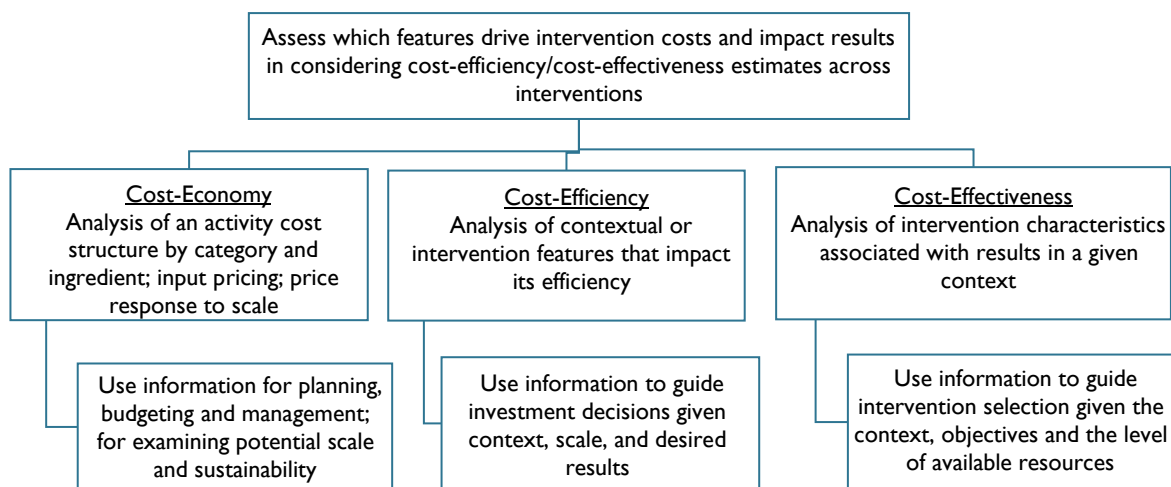 Assess which features drive intervention costs and impact results
in considering cost-efficiency/cost-effectiveness estimates across
interventions
Cost-Economy
Analysis of an activity cost
structure by category and
ingredient; input pricing; price
response to scale
Cost-Efficiency
Analysis of contextual or
intervention features that impact
its efficiency
Cost-Effectiveness
Analysis of intervention characteristics
associated with results in a given
context
Use information for planning,
budgeting and management;
for examining potential scale
and sustainability
Use information to guide
investment decisions given
context, scale, and desired
results
Use information to guide
intervention selection given the
context, objectives and the level
of available resources